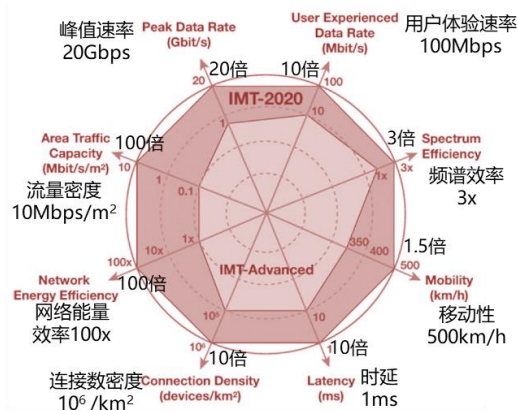 峰值速率
20Gbps
Peak Data Rate
(Gbit/s)
User Experienced
Data Rate
(Mbit/s)
用户体验速率
100Mbps
20
20倍
10倍
100
IMT-2020
1
10
Area Traffic
Capacity
(Mbit/s/m²)
100倍
10
1
0.1
流量密度
10Mbps/m²
3倍
Spectrum
Efficiency
1x
3x
频谱效率
3x
1.5倍
350
400
500
Mobility
(km/h)
移动性
500km/h
100x
10x
1x
IMT-Advanced
Network
Energy Efficiency
100倍
网络能量
效率100x
10⁵
10⁶
10倍
Connection Density
(devices/km²)
连接数密度
10⁶ /km²
10
1
10倍
Latency
(ms)
时延
1ms